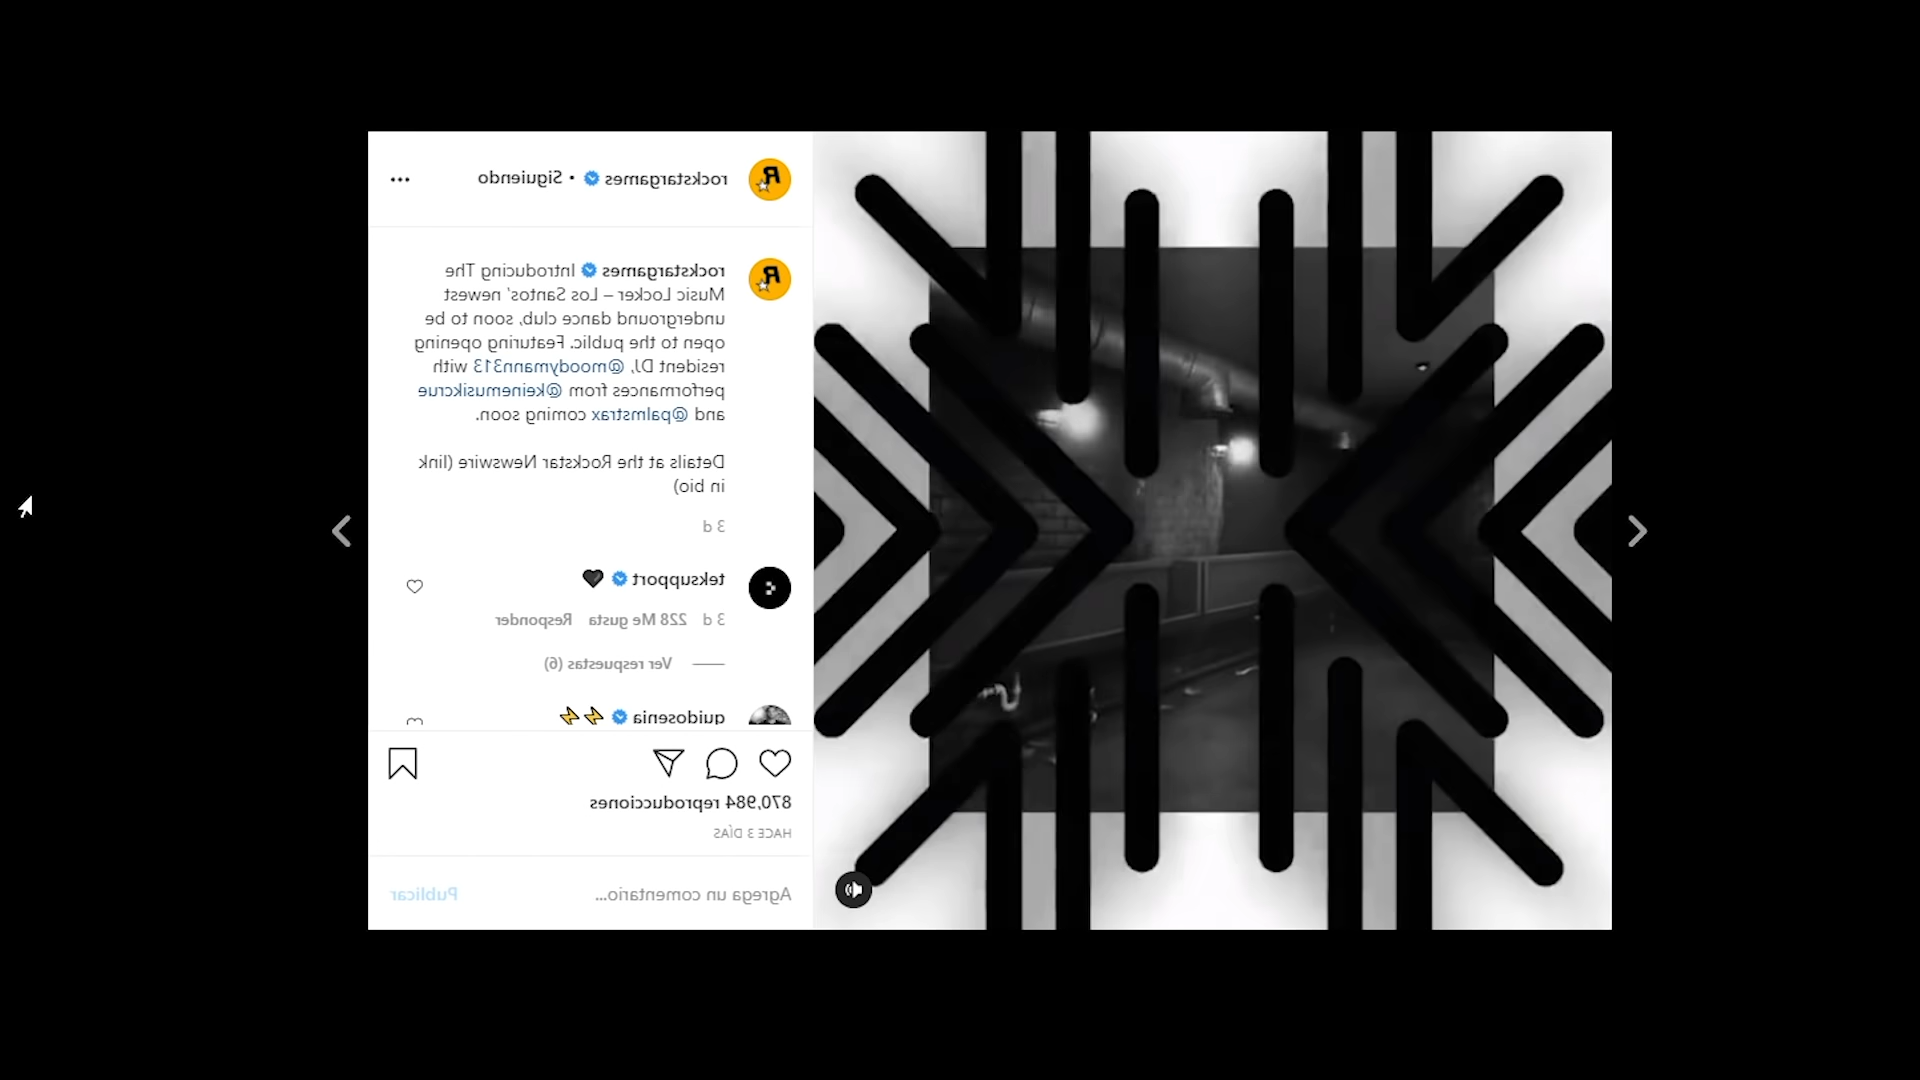 rockstargames • Siguiendo
rockstargames Introducing The
Music Locker – Los Santos' newest
underground dance club, soon to be
open to the public. Featuring opening
resident DJ, @moodymann313 with
performances from @keinemusikcrue
and @palmstrax coming soon.
Details at the Rockstar Newswire (link
in bio)
3 d
teksupport 🖤
3 d 228 Me gusta Responder
Ver respuestas (6)
quidosenia ⚡⚡
870,984 reproducciones
HACE 3 DÍAS
Agrega un comentario... Publicar